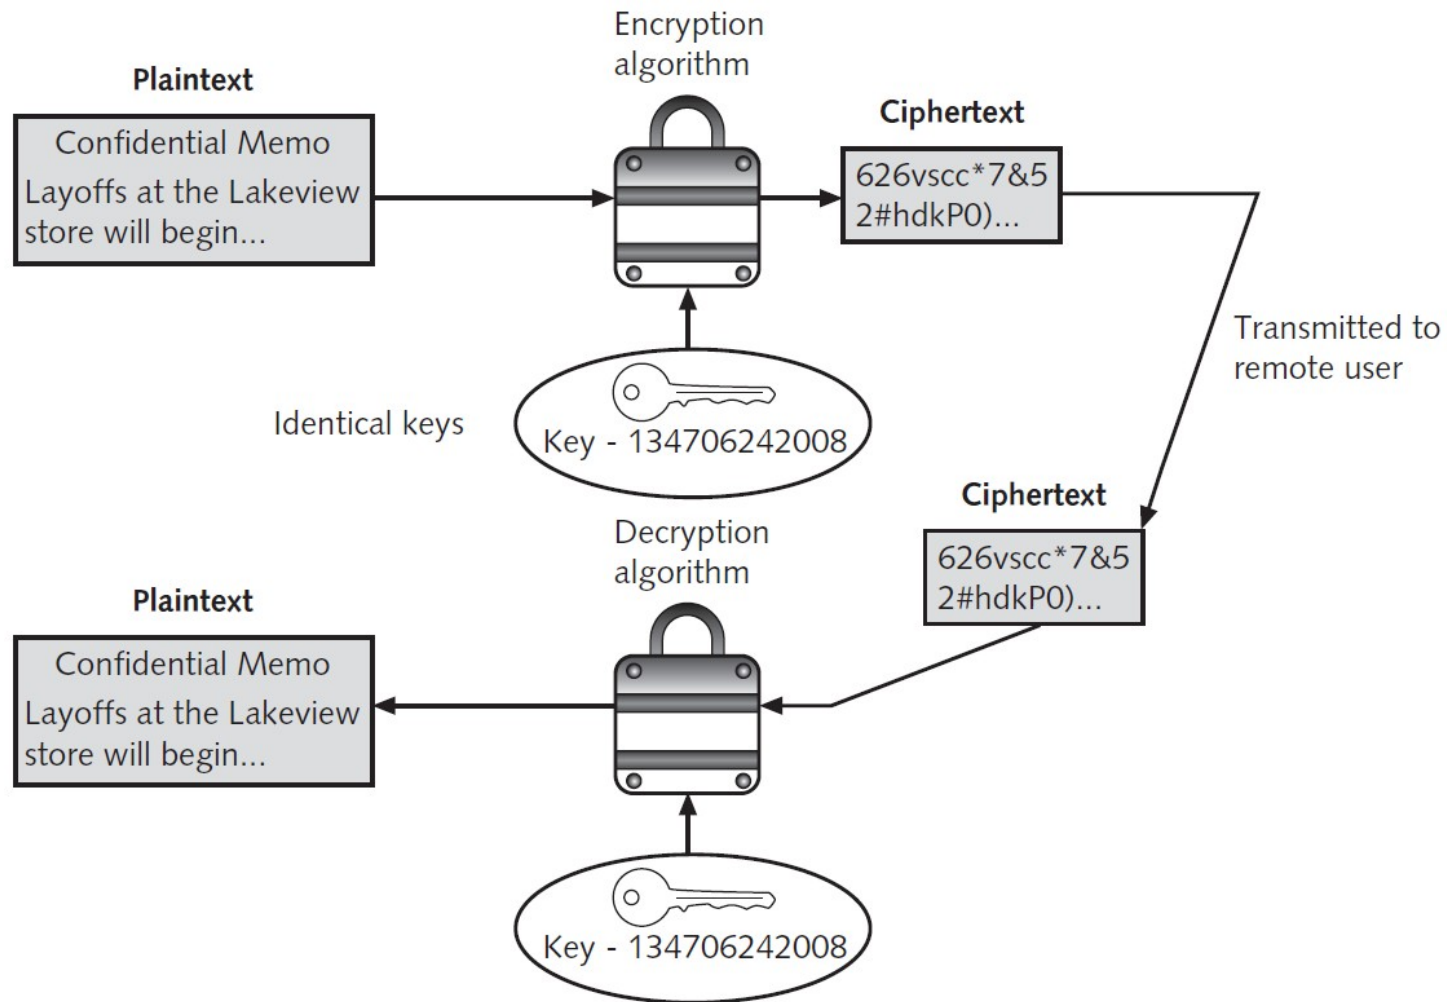 Encryption
algorithm
Plaintext
Confidential Memo
Layoffs at the Lakeview
store will begin...
Ciphertext
626vscc*7&5
2#hdkP0)...
Transmitted to
remote user
Identical keys
Key - 134706242008
Ciphertext
626vscc*7&5
2#hdkP0)...
Decryption
algorithm
Plaintext
Confidential Memo
Layoffs at the Lakeview
store will begin...
Key - 134706242008